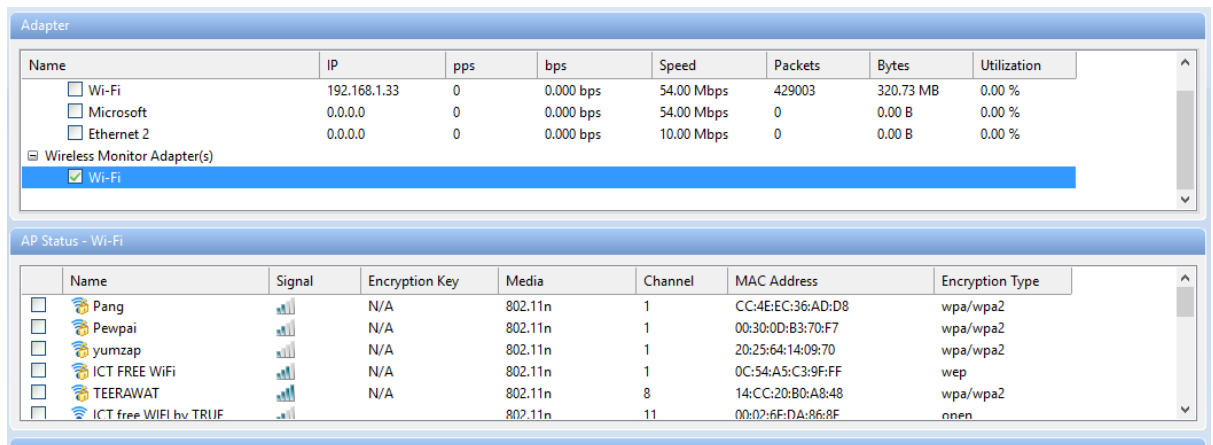 Adapter
Name IP pps bps Speed Packets Bytes Utilization
Wi-Fi 192.168.1.33 0 0.000 bps 54.00 Mbps 429003 320.73 MB 0.00 %
Microsoft 0.0.0.0 0 0.000 bps 54.00 Mbps 0 0.00 B 0.00 %
Ethernet 2 0.0.0.0 0 0.000 bps 10.00 Mbps 0 0.00 B 0.00 %
Wireless Monitor Adapter(s)
Wi-Fi
AP Status - Wi-Fi
Name Signal Encryption Key Media Channel MAC Address Encryption Type
Pang N/A 802.11n 1 CC:4E:EC:36:AD:D8 wpa/wpa2
Pewpai N/A 802.11n 1 00:30:0D:B3:70:F7 wpa/wpa2
yumzap N/A 802.11n 1 20:25:64:14:09:70 wpa/wpa2
ICT FREE WiFi N/A 802.11n 1 0C:54:A5:C3:9F:FF wep
TEERAWAT N/A 802.11n 8 14:CC:20:B0:A8:48 wpa/wpa2
ICT free WIFI by TRUE 802.11n 11 00:02:6F:DA:86:8F open